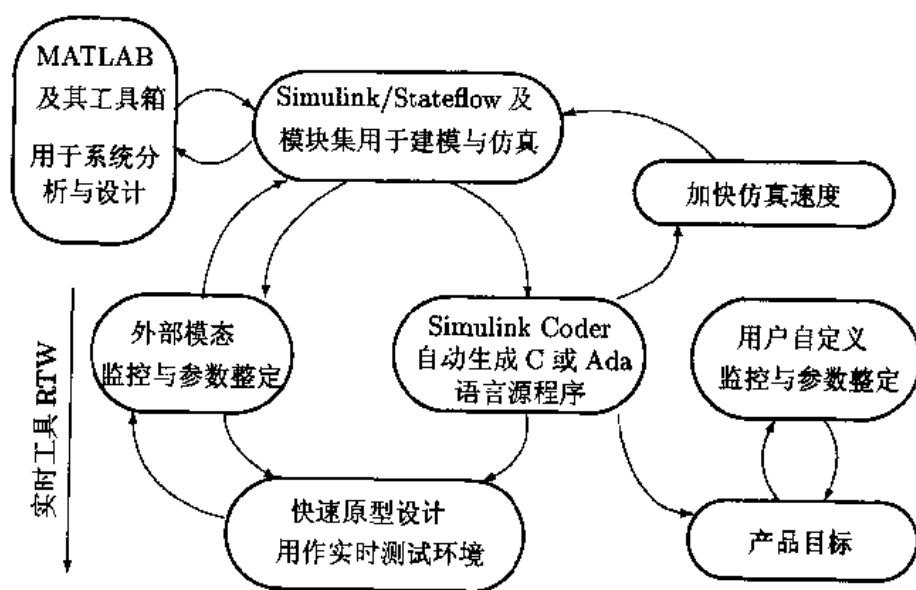 MATLAB
及其工具箱
用于系统分
析与设计
Simulink/Stateflow 及
模块集用于建模与仿真
加快仿真速度
实时工具 RTW
外部模态
监控与参数整定
Simulink Coder
自动生成 C 或 Ada
语言源程序
用户自定义
监控与参数整定
快速原型设计
用作实时测试环境
产品目标